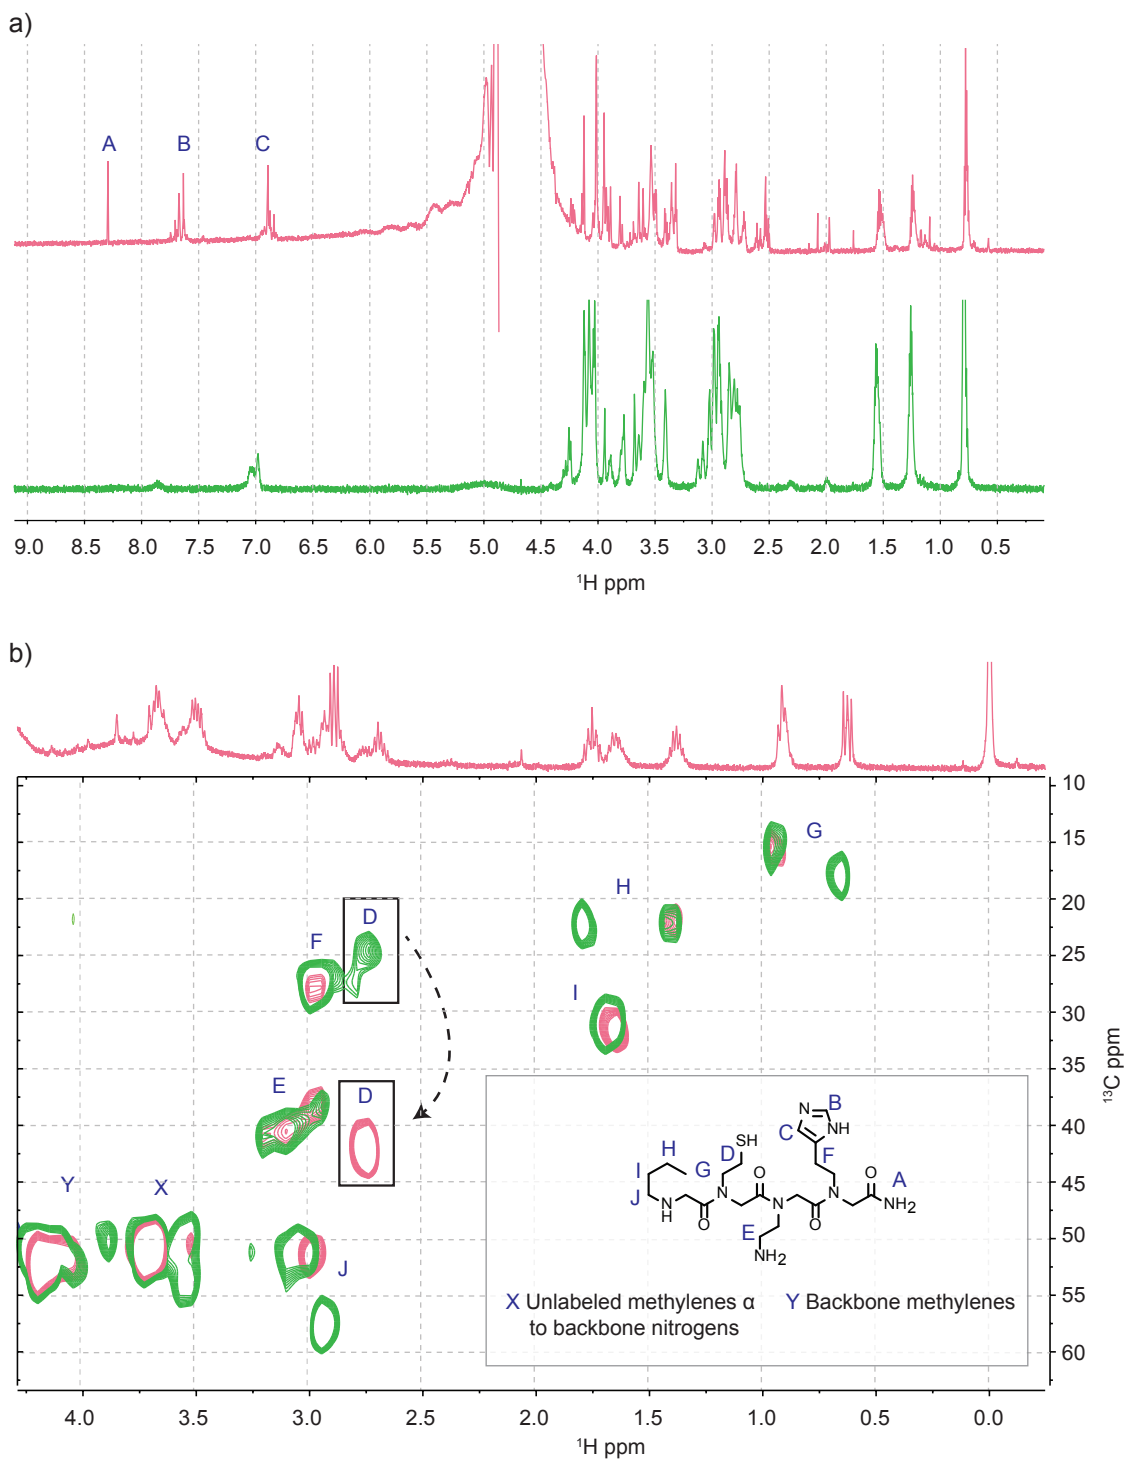 a)
A B C
9.0 8.5 8.0 7.5 7.0 6.5 6.0 5.5 5.0 4.5 4.0 3.5 3.0 2.5 2.0 1.5 1.0 0.5
¹H ppm
b)
10
15
G
20
H
D
25
F
I
30
35
E
D
40
45
Y
X
50
J
55
60
¹³C ppm
N
B
C
NH
SH
H
D
F
I
G
O
O
A
J
N
N
NH₂
N
H
O
N
O
E
NH₂
X Unlabeled methylenes α
to backbone nitrogens
Y Backbone methylenes
4.0 3.5 3.0 2.5 2.0 1.5 1.0 0.5 0.0
¹H ppm